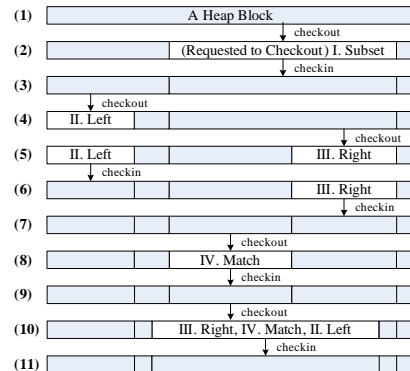 (1) A Heap Block
checkout
(2) (Requested to Checkout) I. Subset
checkin
(3)
checkout
(4) II. Left
checkout
(5) II. Left III. Right
checkin
(6) III. Right
checkin
(7)
checkout
(8) IV. Match
checkin
(9)
checkout
(10) III. Right, IV. Match, II. Left
checkin
(11)